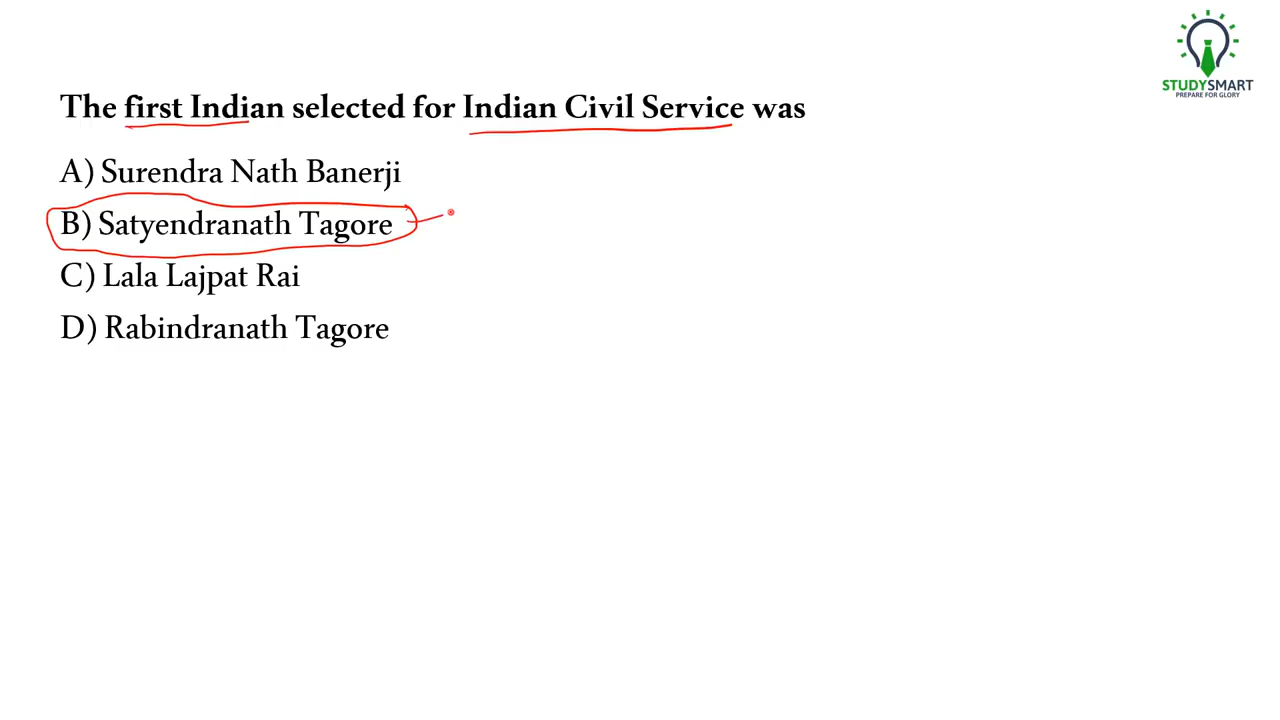 STUDYSMART
PREPARE FOR GLORY
The first Indian selected for Indian Civil Service was
A) Surendra Nath Banerji
B) Satyendranath Tagore
C) Lala Lajpat Rai
D) Rabindranath Tagore